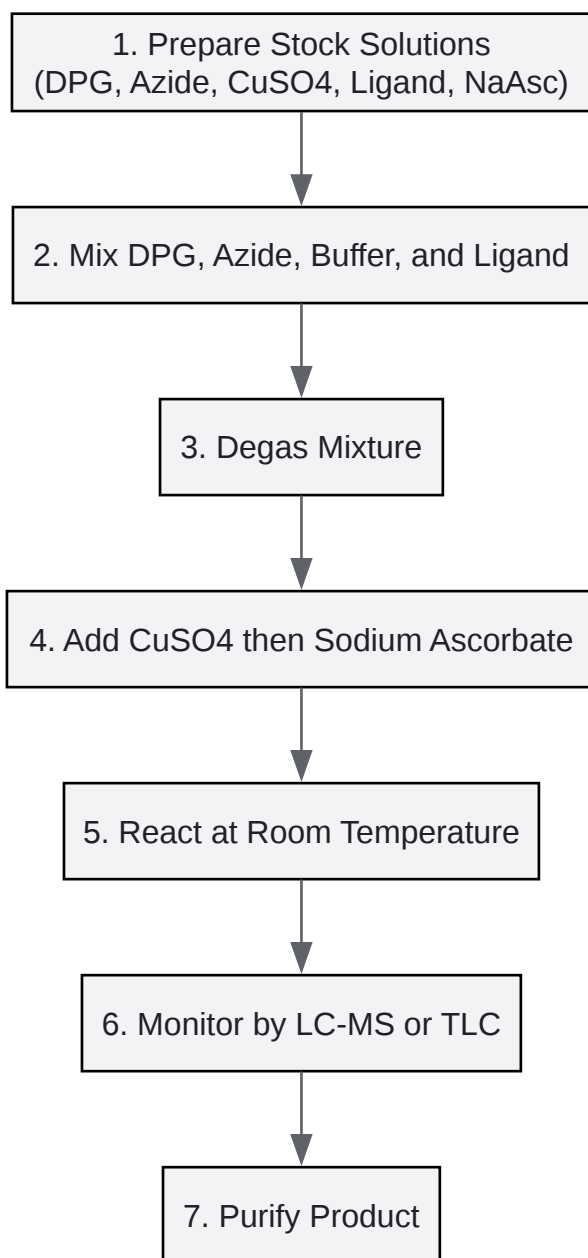 1. Prepare Stock Solutions
(DPG, Azide, CuSO4, Ligand, NaAsc)
2. Mix DPG, Azide, Buffer, and Ligand
3. Degas Mixture
4. Add CuSO4 then Sodium Ascorbate
5. React at Room Temperature
6. Monitor by LC-MS or TLC
7. Purify Product